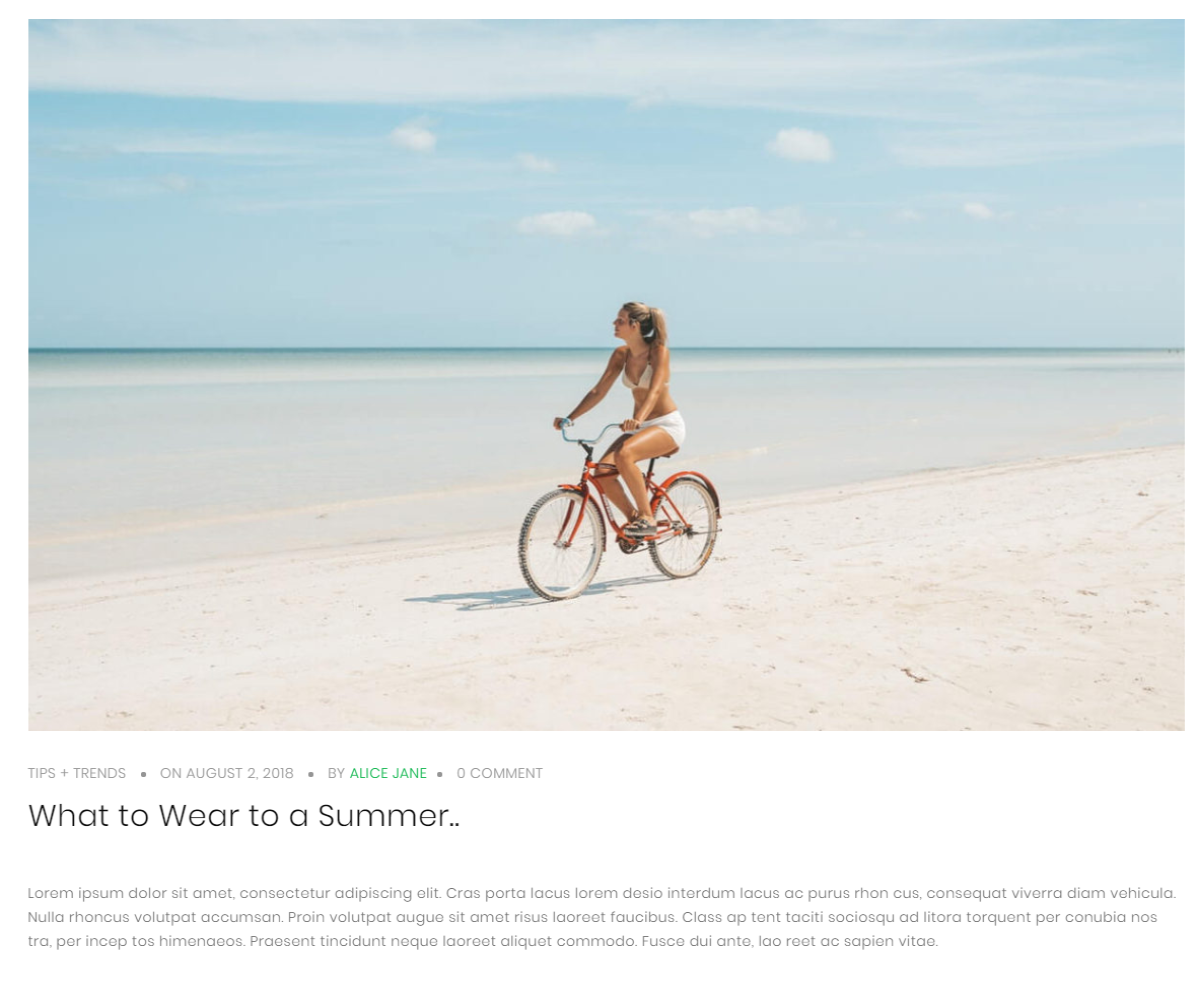 TIPS + TRENDS • ON AUGUST 2, 2018 • BY ALICE JANE • 0 COMMENT
What to Wear to a Summer..
Lorem ipsum dolor sit amet, consectetur adipiscing elit. Cras porta lacus lorem desio interdum lacus ac purus rhon cus, consequat viverra diam vehicula.
Nulla rhoncus volutpat accumsan. Proin volutpat augue sit amet risus laoreet faucibus. Class ap tent taciti sociosqu ad litora torquent per conubia nos
tra, per incep tos himenaeos. Praesent tincidunt neque laoreet aliquet commodo. Fusce dui ante, lao reet ac sapien vitae.